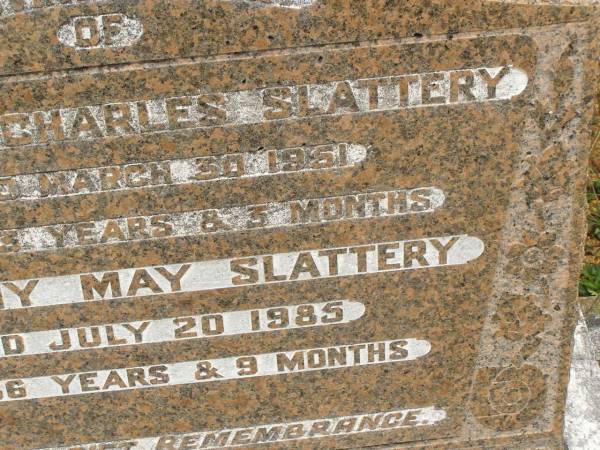 OF
CHARLES SLATTERY
MARCH 30 1951
YEARS & 5 MONTHS
MAY SLATTERY
JULY 20 1985
YEARS & 9 MONTHS
REMEMBRANCE.